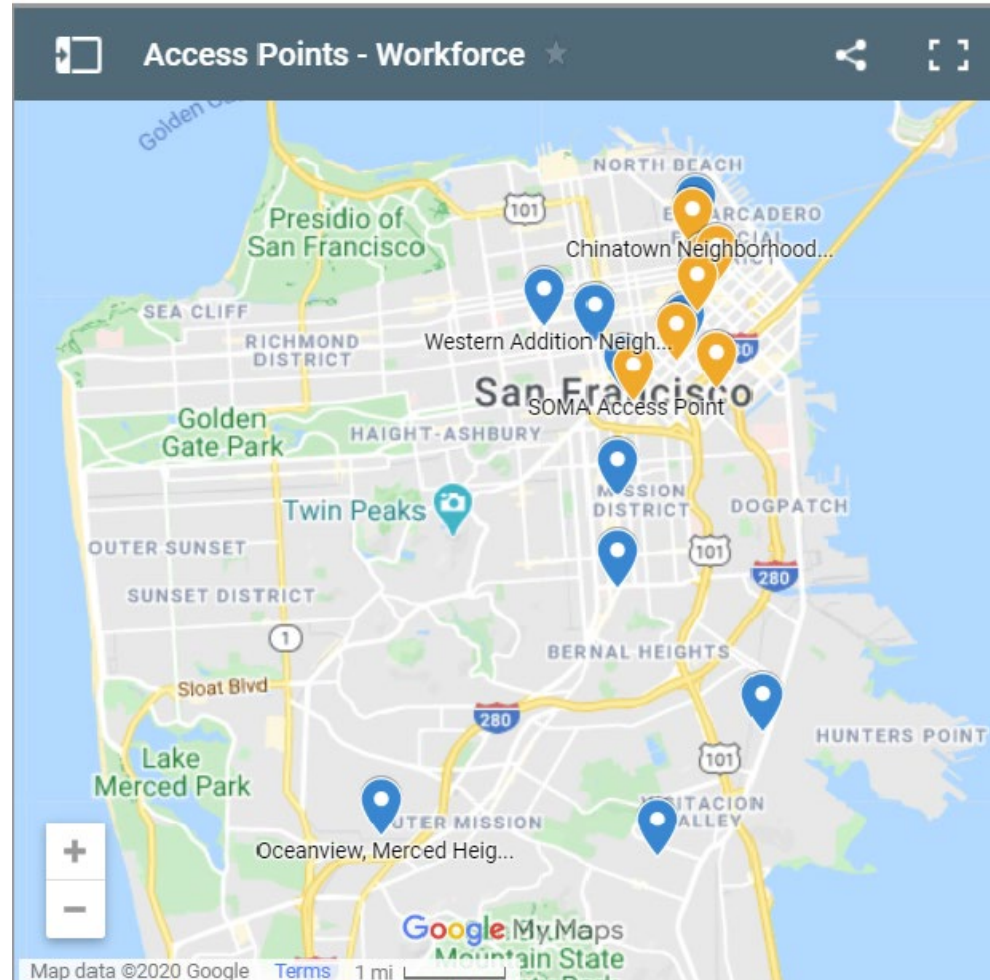 Access Points - Workforce
Golden
NORTH BEACH
101
Presidio of
San Francisco
Chinatown Neighborhood...
SEA CLIFF
RICHMOND
DISTRICT
Western Addition Neigh...
San Francisco
SOMA Access Point
Golden
Gate Park
HAIGHT-ASHBURY
Twin Peaks
MISSION
DISTRICT
DOGPATCH
OUTER SUNSET
101
280
SUNSET DISTRICT
1
BERNAL HEIGHTS
Sloat Blvd
280
HUNTERS POINT
101
Lake
Merced Park
+
Oceanview, Merced Heig...
−
Google My Maps
Map data ©2020 Google
Terms
1 mi